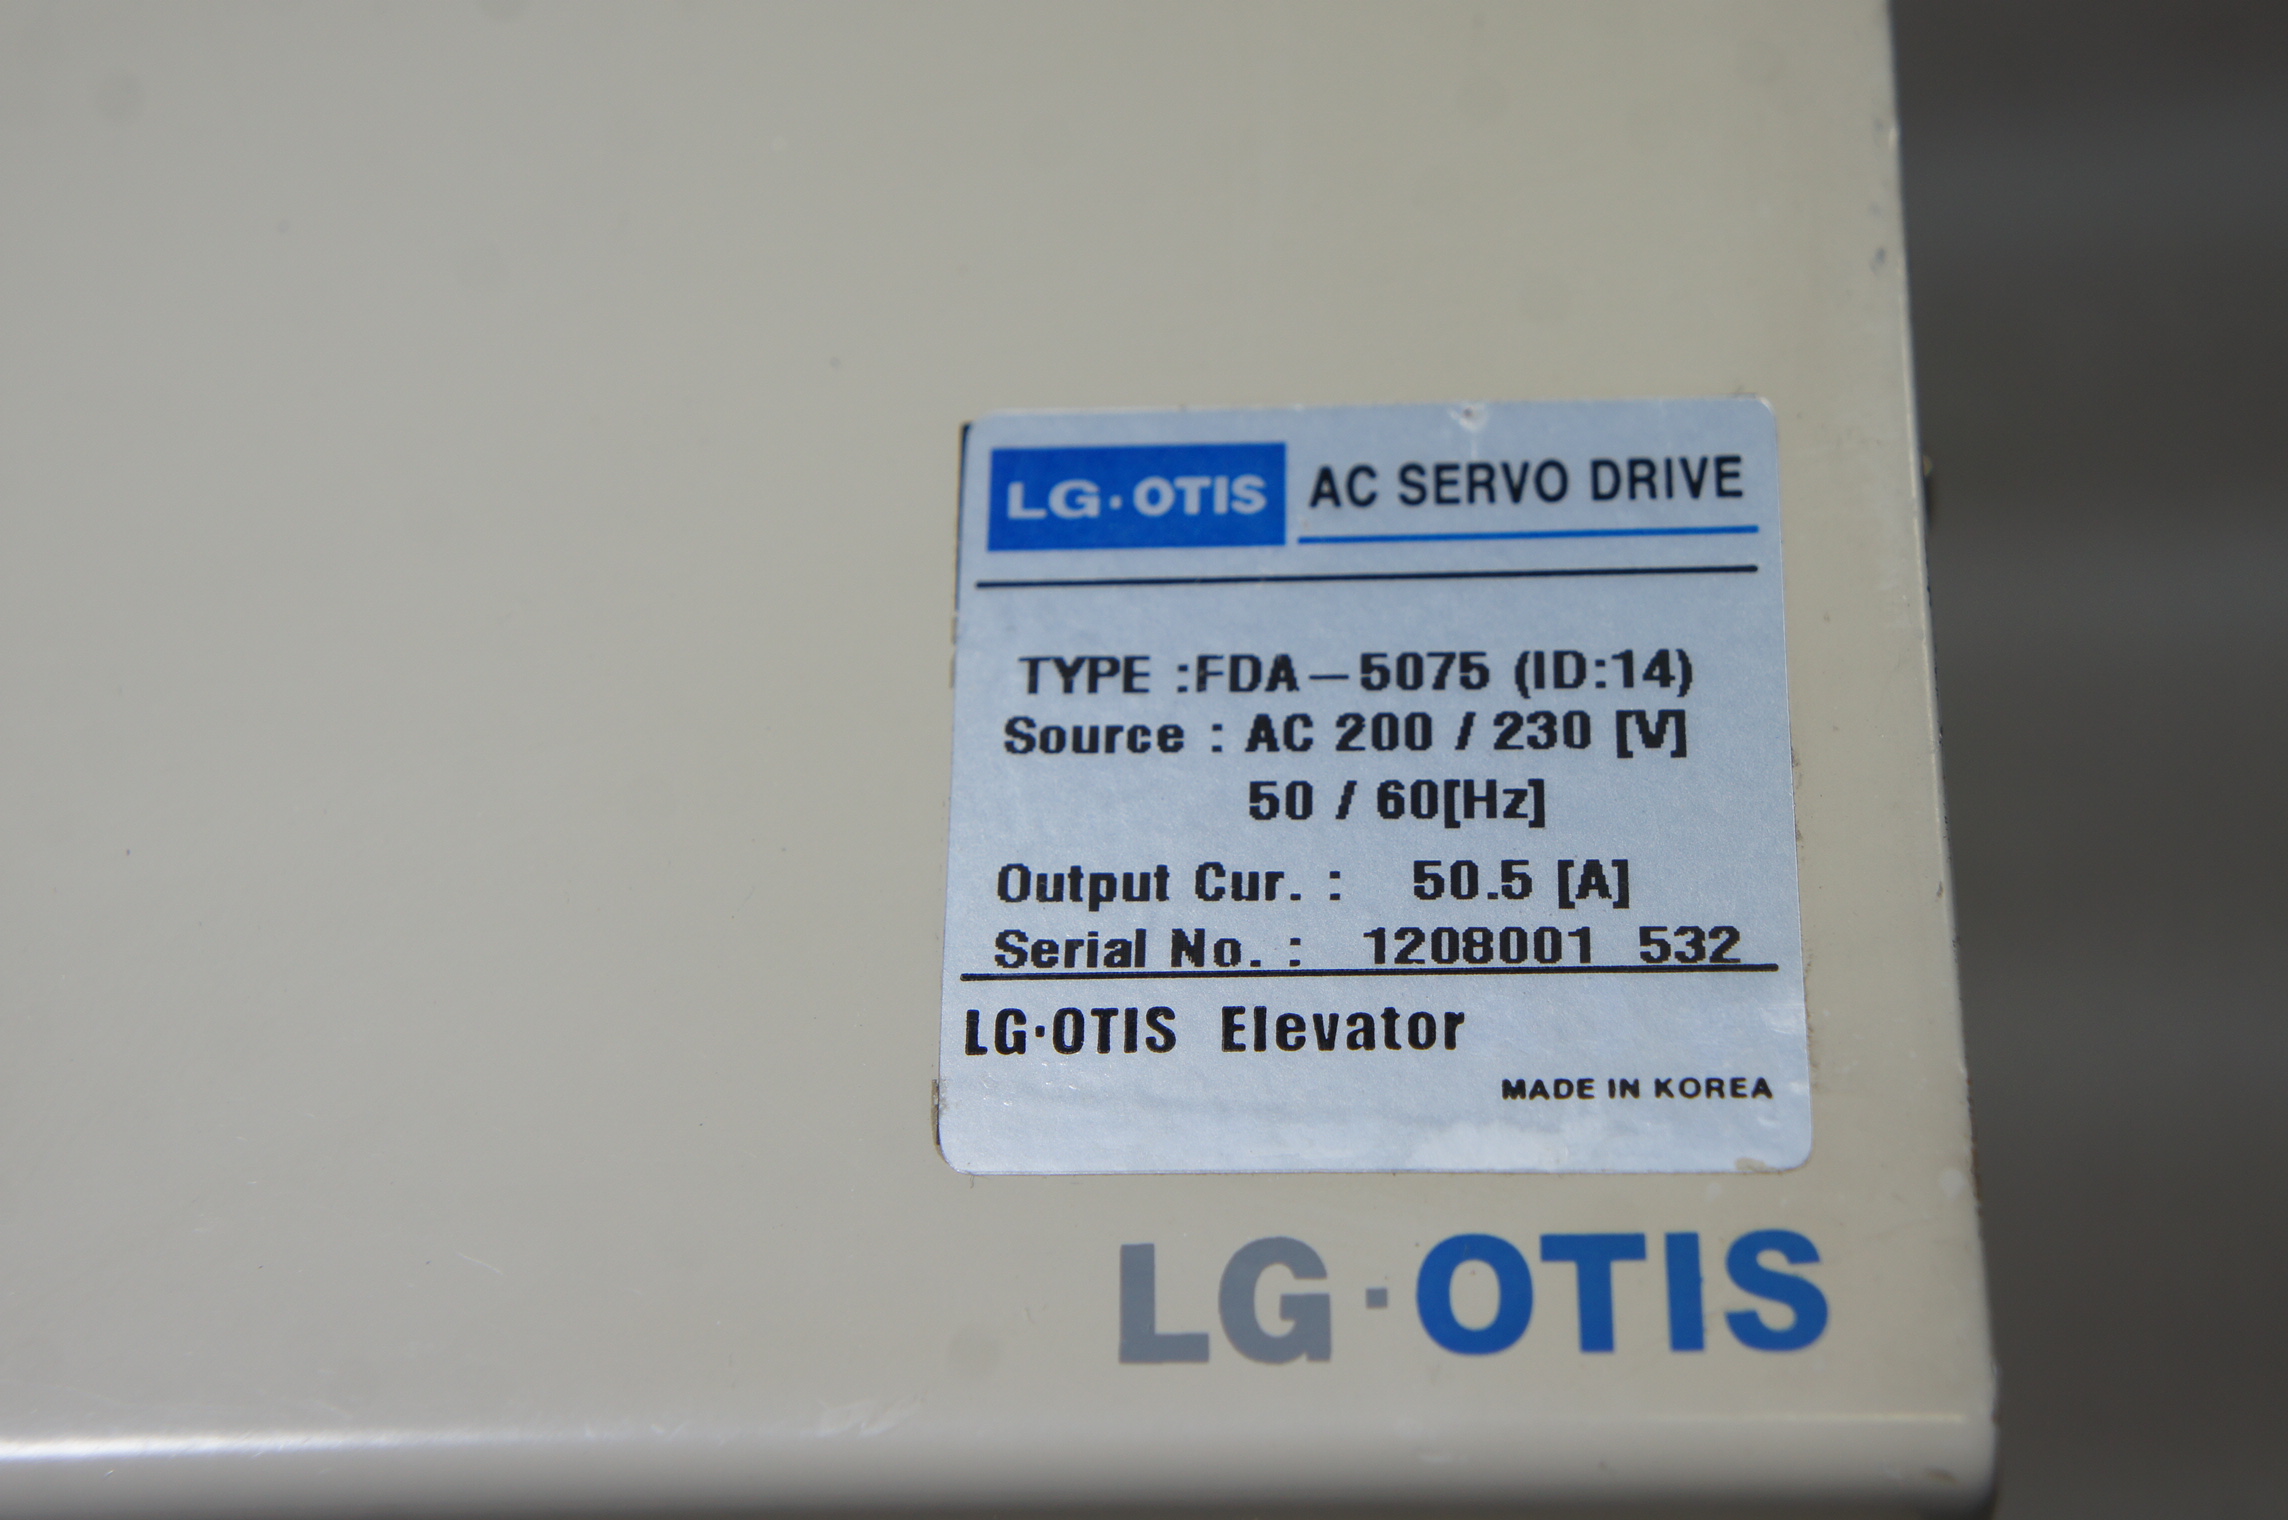 LG·OTIS AC SERVO DRIVE
TYPE :FDA-5075 (ID:14)
Source : AC 200 / 230 [V]
50 / 60[Hz]
Output Cur. : 50.5 [A]
Serial No. : 1208001 532
LG·OTIS Elevator
MADE IN KOREA
LG·OTIS